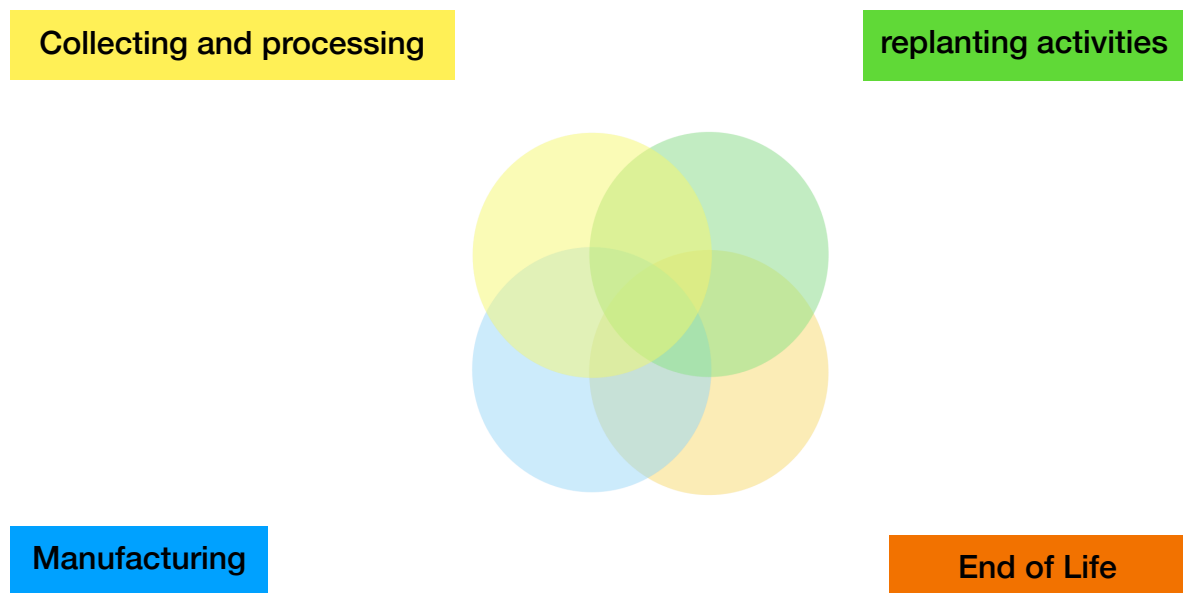 Collecting and processing
replanting activities
Manufacturing
End of Life